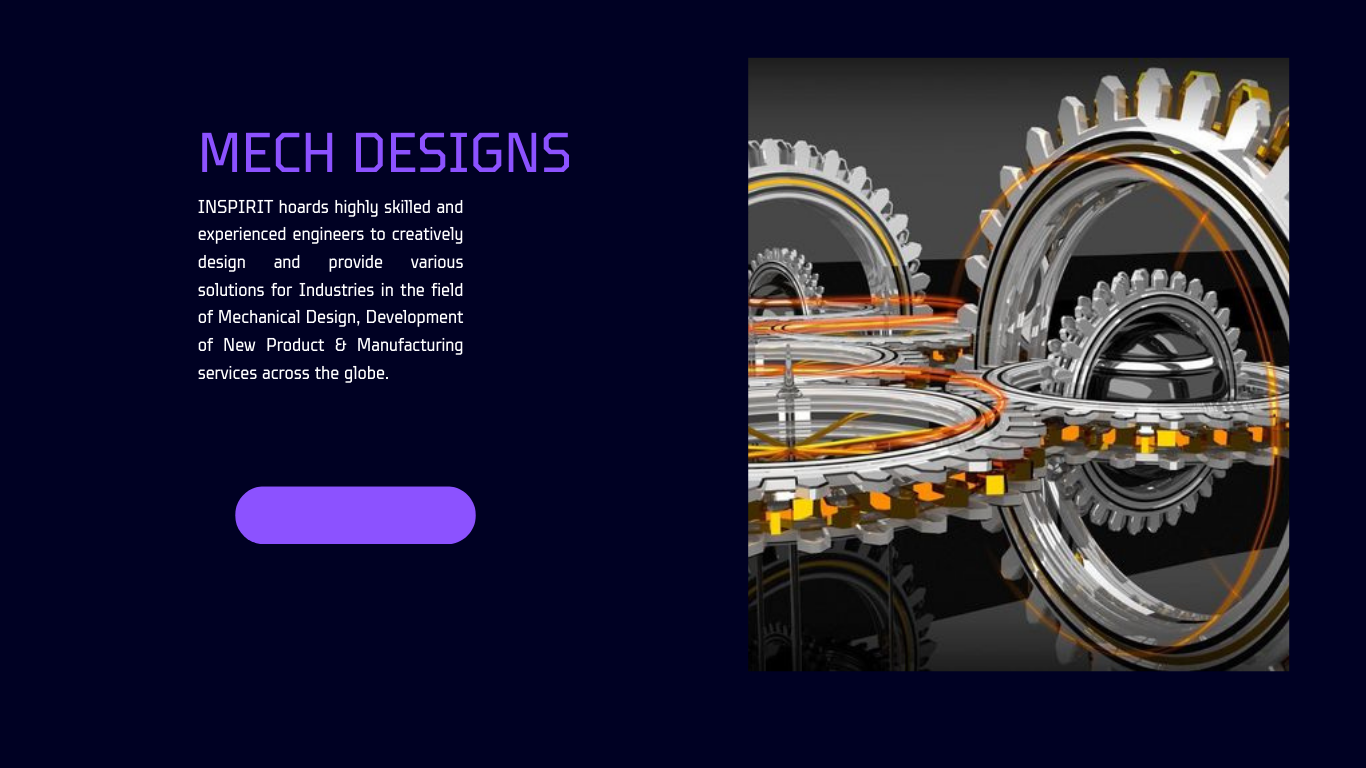 MECH DESIGNS
INSPIRIT hoards highly skilled and
experienced engineers to creatively
design and provide various
solutions for Industries in the field
of Mechanical Design, Development
of New Product & Manufacturing
services across the globe.